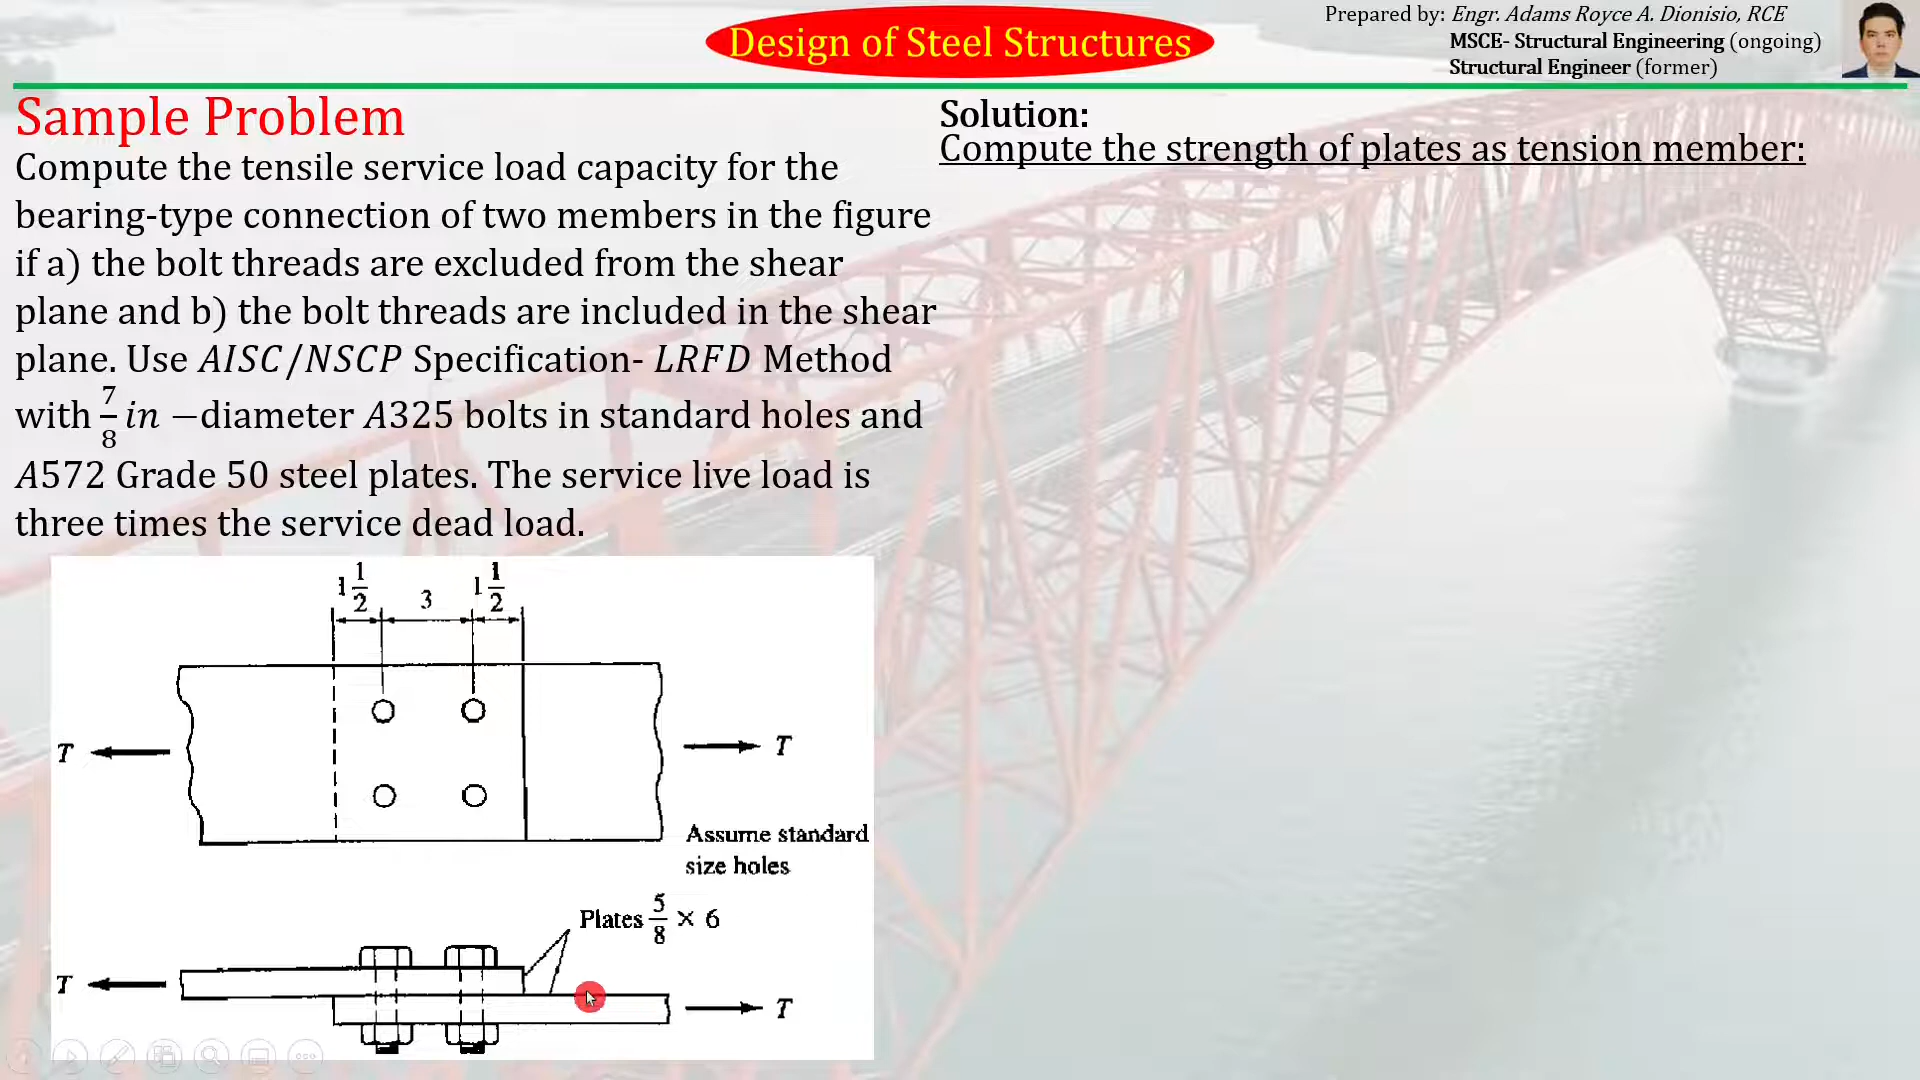 Design of Steel Structures
Prepared by: Engr. Adams Royce A. Dionisio, RCE
MSCE- Structural Engineering (ongoing)
Structural Engineer (former)
Sample Problem
Compute the tensile service load capacity for the
bearing-type connection of two members in the figure
if a) the bolt threads are excluded from the shear
plane and b) the bolt threads are included in the shear
plane. Use AISC/NSCP Specification- LRFD Method
with 7/8 in −diameter A325 bolts in standard holes and
A572 Grade 50 steel plates. The service live load is
three times the service dead load.
Solution:
Compute the strength of plates as tension member:
1 1/2 3 1 1/2
T T
Assume standard
size holes
Plates 5/8 × 6
T T